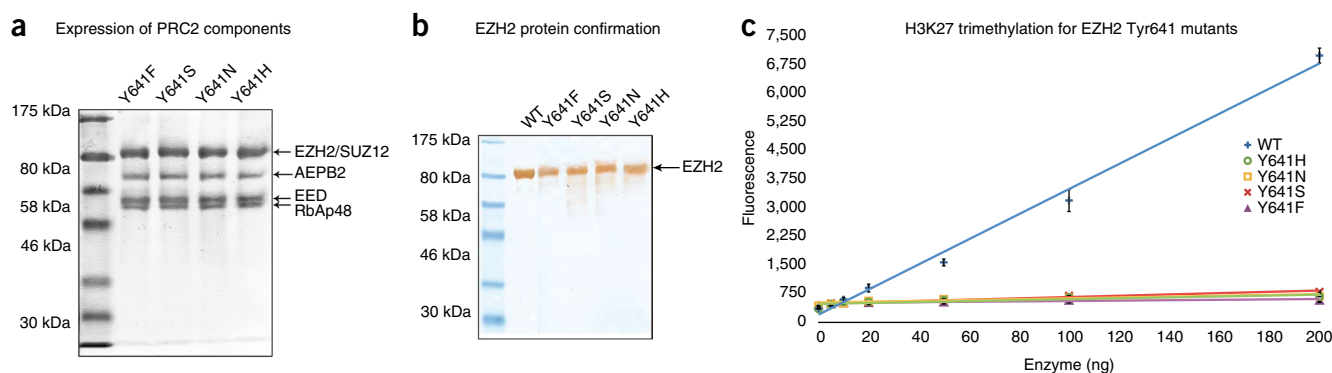 a Expression of PRC2 components
Y641F Y641S Y641N Y641H
175 kDa
80 kDa
58 kDa
46 kDa
30 kDa
EZH2/SUZ12
AEPB2
EED
RbAp48
b EZH2 protein confirmation
WT Y641F Y641S Y641N Y641H
175 kDa
80 kDa
58 kDa
46 kDa
30 kDa
EZH2
c H3K27 trimethylation for EZH2 Tyr641 mutants
Fluorescence
7,500
6,750
6,000
5,250
4,500
3,750
3,000
2,250
1,500
750
0
WT
Y641H
Y641N
Y641S
Y641F
0 20 40 60 80 100 120 140 160 180 200
Enzyme (ng)